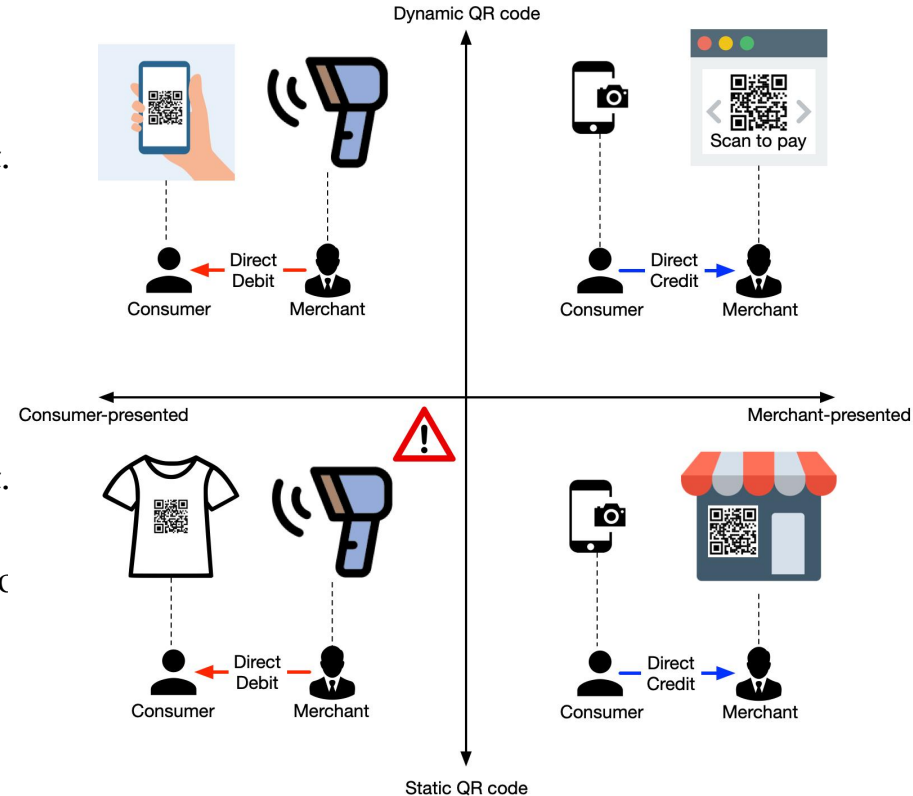 Dynamic QR code
Scan to pay
Direct
Debit
Consumer
Merchant
Direct
Credit
Consumer
Merchant
Consumer-presented
Merchant-presented
Direct
Debit
Consumer
Merchant
Direct
Credit
Consumer
Merchant
Static QR code